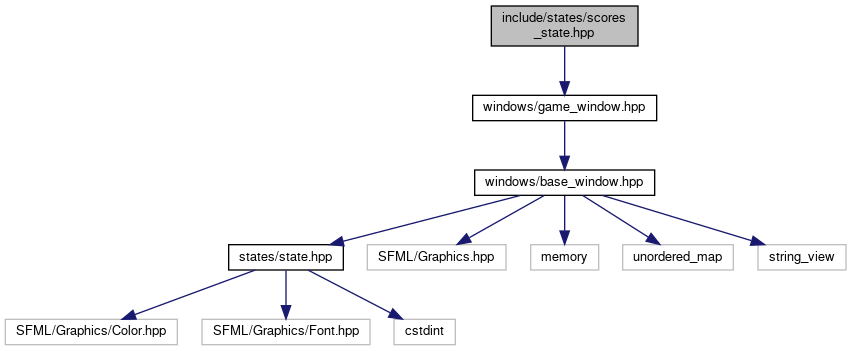 include/states/scores
_state.hpp
windows/game_window.hpp
windows/base_window.hpp
states/state.hpp
SFML/Graphics.hpp
memory
unordered_map
string_view
SFML/Graphics/Color.hpp
SFML/Graphics/Font.hpp
cstdint